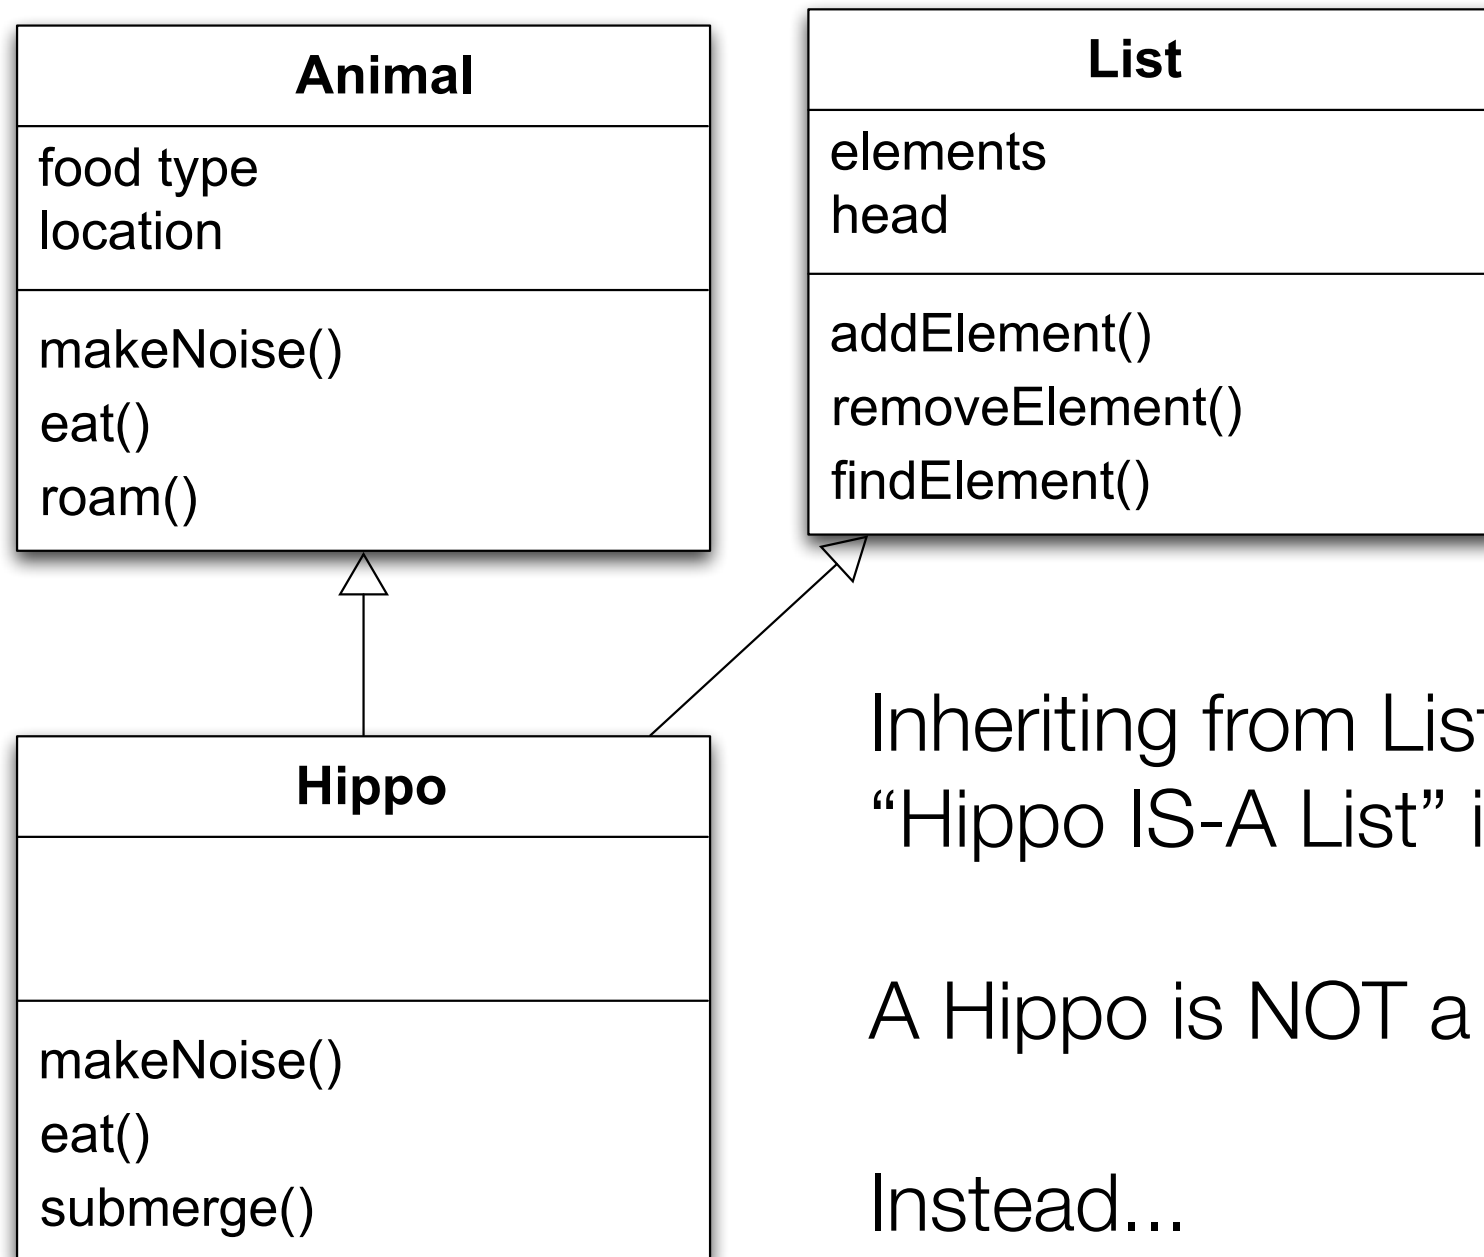 Animal
food type
location
makeNoise()
eat()
roam()
List
elements
head
addElement()
removeElement()
findElement()
Hippo
makeNoise()
eat()
submerge()
Inheriting from List
“Hippo IS-A List”
A Hippo is NOT a
Instead...